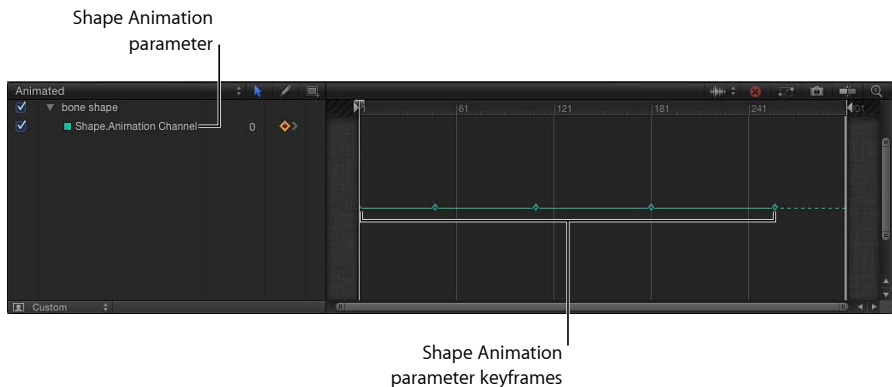 Shape Animation
parameter
Animated
bone shape
61
121
181
241
301
Shape.Animation Channel
0
Custom
Shape Animation
parameter keyframes